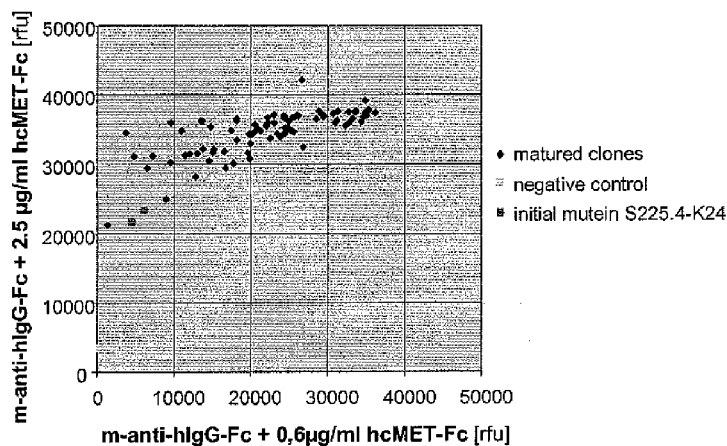 m-anti-hIgG-Fc + 2.5 µg/ml hcMET-Fc [rfu]
50000
40000
30000
20000
10000
0
0 10000 20000 30000 40000 50000
m-anti-hIgG-Fc + 0,6µg/ml hcMET-Fc [rfu]
matured clones
negative control
initial mutein S225.4-K24